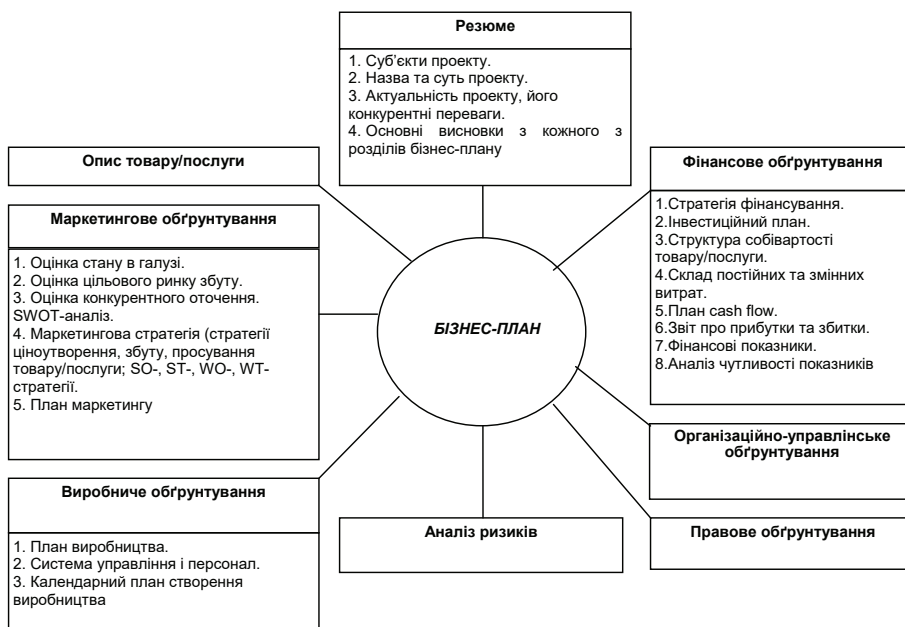 Резюме
1. Суб’єкти проекту.
2. Назва та суть проекту.
3. Актуальність проекту, його
конкурентні переваги.
4. Основні висновки з кожного з
розділів бізнес-плану
Опис товару/послуги
Маркетингове обґрунтування
1. Оцінка стану в галузі.
2. Оцінка цільового ринку збуту.
3. Оцінка конкурентного оточення.
SWOT-аналіз.
4. Маркетингова стратегія (стратегії
ціноутворення, збуту, просування
товару/послуги; SO-, ST-, WO-, WT-
стратегії.
5. План маркетингу
Виробниче обґрунтування
1. План виробництва.
2. Система управління і персонал.
3. Календарний план створення
виробництва
БІЗНЕС-ПЛАН
Аналіз ризиків
Фінансове обґрунтування
1.Стратегія фінансування.
2.Інвестиційний план.
3.Структура собівартості
товару/послуги.
4.Склад постійних та змінних
витрат.
5.План cash flow.
6.Звіт про прибутки та збитки.
7.Фінансові показники.
8.Аналіз чутливості показників
Організаційно-управлінське
обґрунтування
Правове обґрунтування